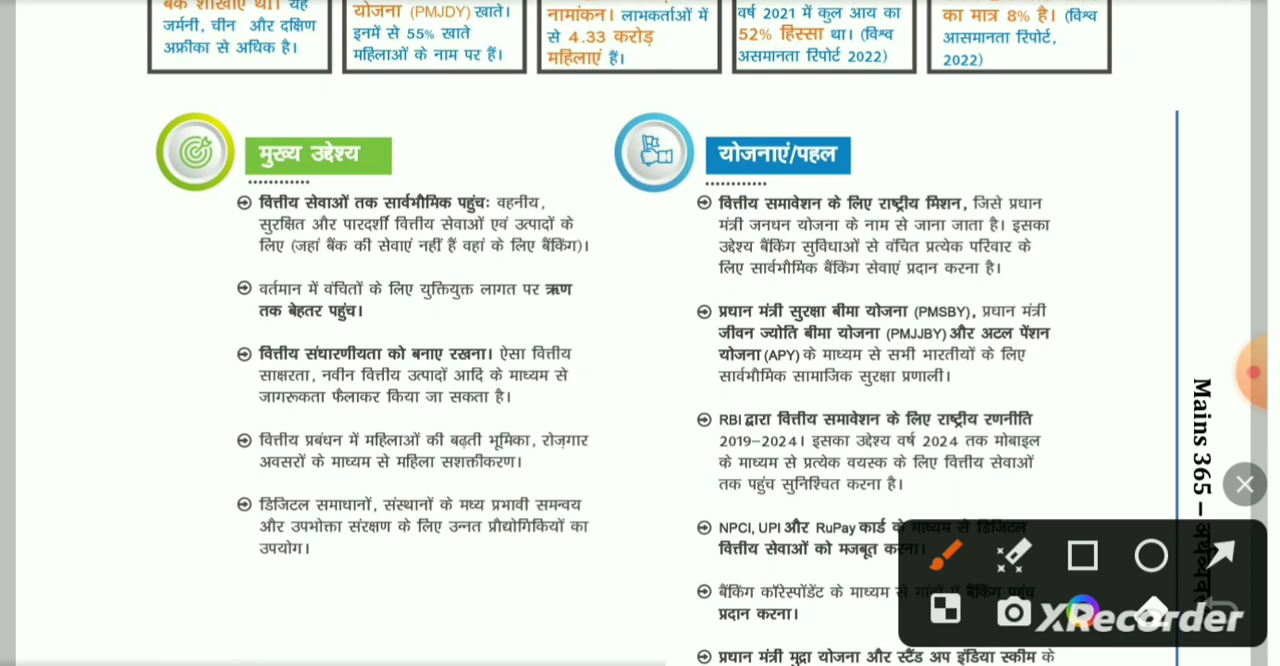 बैंक शाखाएं था। यह
जर्मनी, चीन और दक्षिण
अफ्रीका से अधिक है।
योजना (PMJDY) खाते।
इनमें से 55% खाते
महिलाओं के नाम पर हैं।
नामांकन। लाभकर्ताओं में
से 4.33 करोड़
महिलाएं हैं।
वर्ष 2021 में कुल आय का
52% हिस्सा था। (विश्व
असमानता रिपोर्ट 2022)
का मात्र 8% है। (विश्व
आसमानता रिपोर्ट,
2022)
मुख्य उद्देश्य
वित्तीय सेवाओं तक सार्वभौमिक पहुंचः वहनीय,
सुरक्षित और पारदर्शी वित्तीय सेवाओं एवं उत्पादों के
लिए (जहां बैंक की सेवाएं नहीं हैं वहां के लिए बैंकिंग)।
वर्तमान में वंचितों के लिए युक्तियुक्त लागत पर ऋण
तक बेहतर पहुंच।
वित्तीय संधारणीयता को बनाए रखना। ऐसा वित्तीय
साक्षरता, नवीन वित्तीय उत्पादों आदि के माध्यम से
जागरूकता फैलाकर किया जा सकता है।
वित्तीय प्रबंधन में महिलाओं की बढ़ती भूमिका, रोज़गार
अवसरों के माध्यम से महिला सशक्तीकरण।
डिजिटल समाधानों, संस्थानों के मध्य प्रभावी समन्वय
और उपभोक्ता संरक्षण के लिए उन्नत प्रौद्योगिकियों का
उपयोग।
योजनाएं/पहल
वित्तीय समावेशन के लिए राष्ट्रीय मिशन, जिसे प्रधान
मंत्री जनधन योजना के नाम से जाना जाता है। इसका
उद्देश्य बैंकिंग सुविधाओं से वंचित प्रत्येक परिवार के
लिए सार्वभौमिक बैंकिंग सेवाएं प्रदान करना है।
प्रधान मंत्री सुरक्षा बीमा योजना (PMSBY), प्रधान मंत्री
जीवन ज्योति बीमा योजना (PMJJBY) और अटल पेंशन
योजना (APY) के माध्यम से सभी भारतीयों के लिए
सार्वभौमिक सामाजिक सुरक्षा प्रणाली।
RBI द्वारा वित्तीय समावेशन के लिए राष्ट्रीय रणनीति
2019–2024। इसका उद्देश्य वर्ष 2024 तक मोबाइल
के माध्यम से प्रत्येक वयस्क के लिए वित्तीय सेवाओं
तक पहुंच सुनिश्चित करना है।
NPCI, UPI और RuPay कार्ड के माध्यम से डिजिटल
वित्तीय सेवाओं को मजबूत करना।
बैंकिंग कॉरेस्पोंडेंट के माध्यम से गांवों में बैंकिंग पहुंच
प्रदान करना।
प्रधान मंत्री मुद्रा योजना और स्टैंड अप इंडिया स्कीम के
Mains 365 –
XRecorder